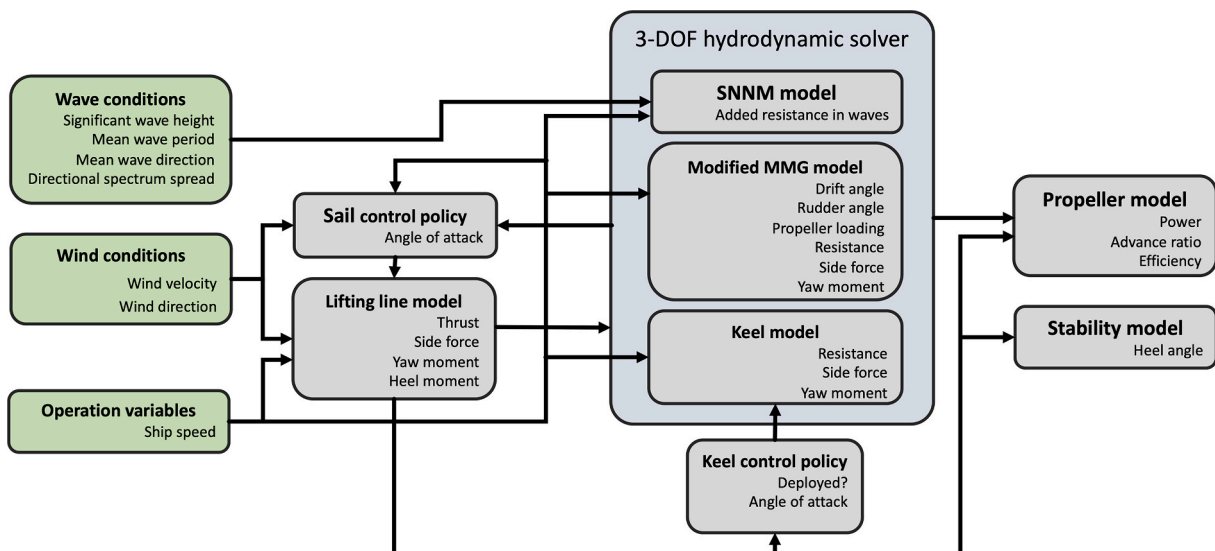 3-DOF hydrodynamic solver
Wave conditions
Significant wave height
Mean wave period
Mean wave direction
Directional spectrum spread
SNNM model
Added resistance in waves
Modified MMG model
Drift angle
Rudder angle
Propeller loading
Resistance
Side force
Yaw moment
Sail control policy
Angle of attack
Propeller model
Power
Advance ratio
Efficiency
Wind conditions
Wind velocity
Wind direction
Lifting line model
Thrust
Side force
Yaw moment
Heel moment
Keel model
Resistance
Side force
Yaw moment
Stability model
Heel angle
Operation variables
Ship speed
Keel control policy
Deployed?
Angle of attack